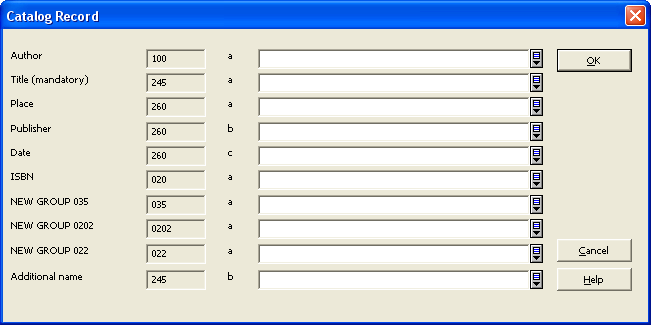 Catalog Record
Author 100 a OK
Title (mandatory) 245 a
Place 260 a
Publisher 260 b
Date 260 c
ISBN 020 a
NEW GROUP 035 035 a
NEW GROUP 0202 0202 a
NEW GROUP 022 022 a Cancel
Additional name 245 b Help